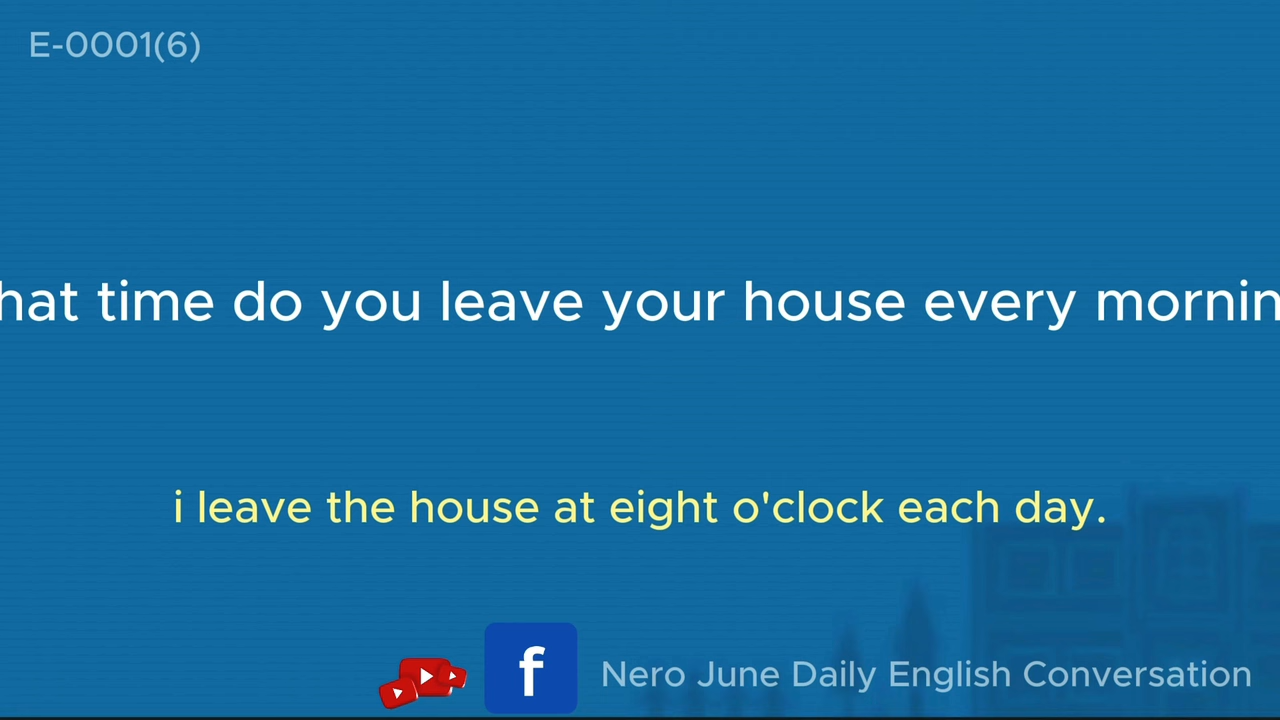 E-0001(6)
hat time do you leave your house every mornin
i leave the house at eight o'clock each day.
f
Nero June Daily English Conversation